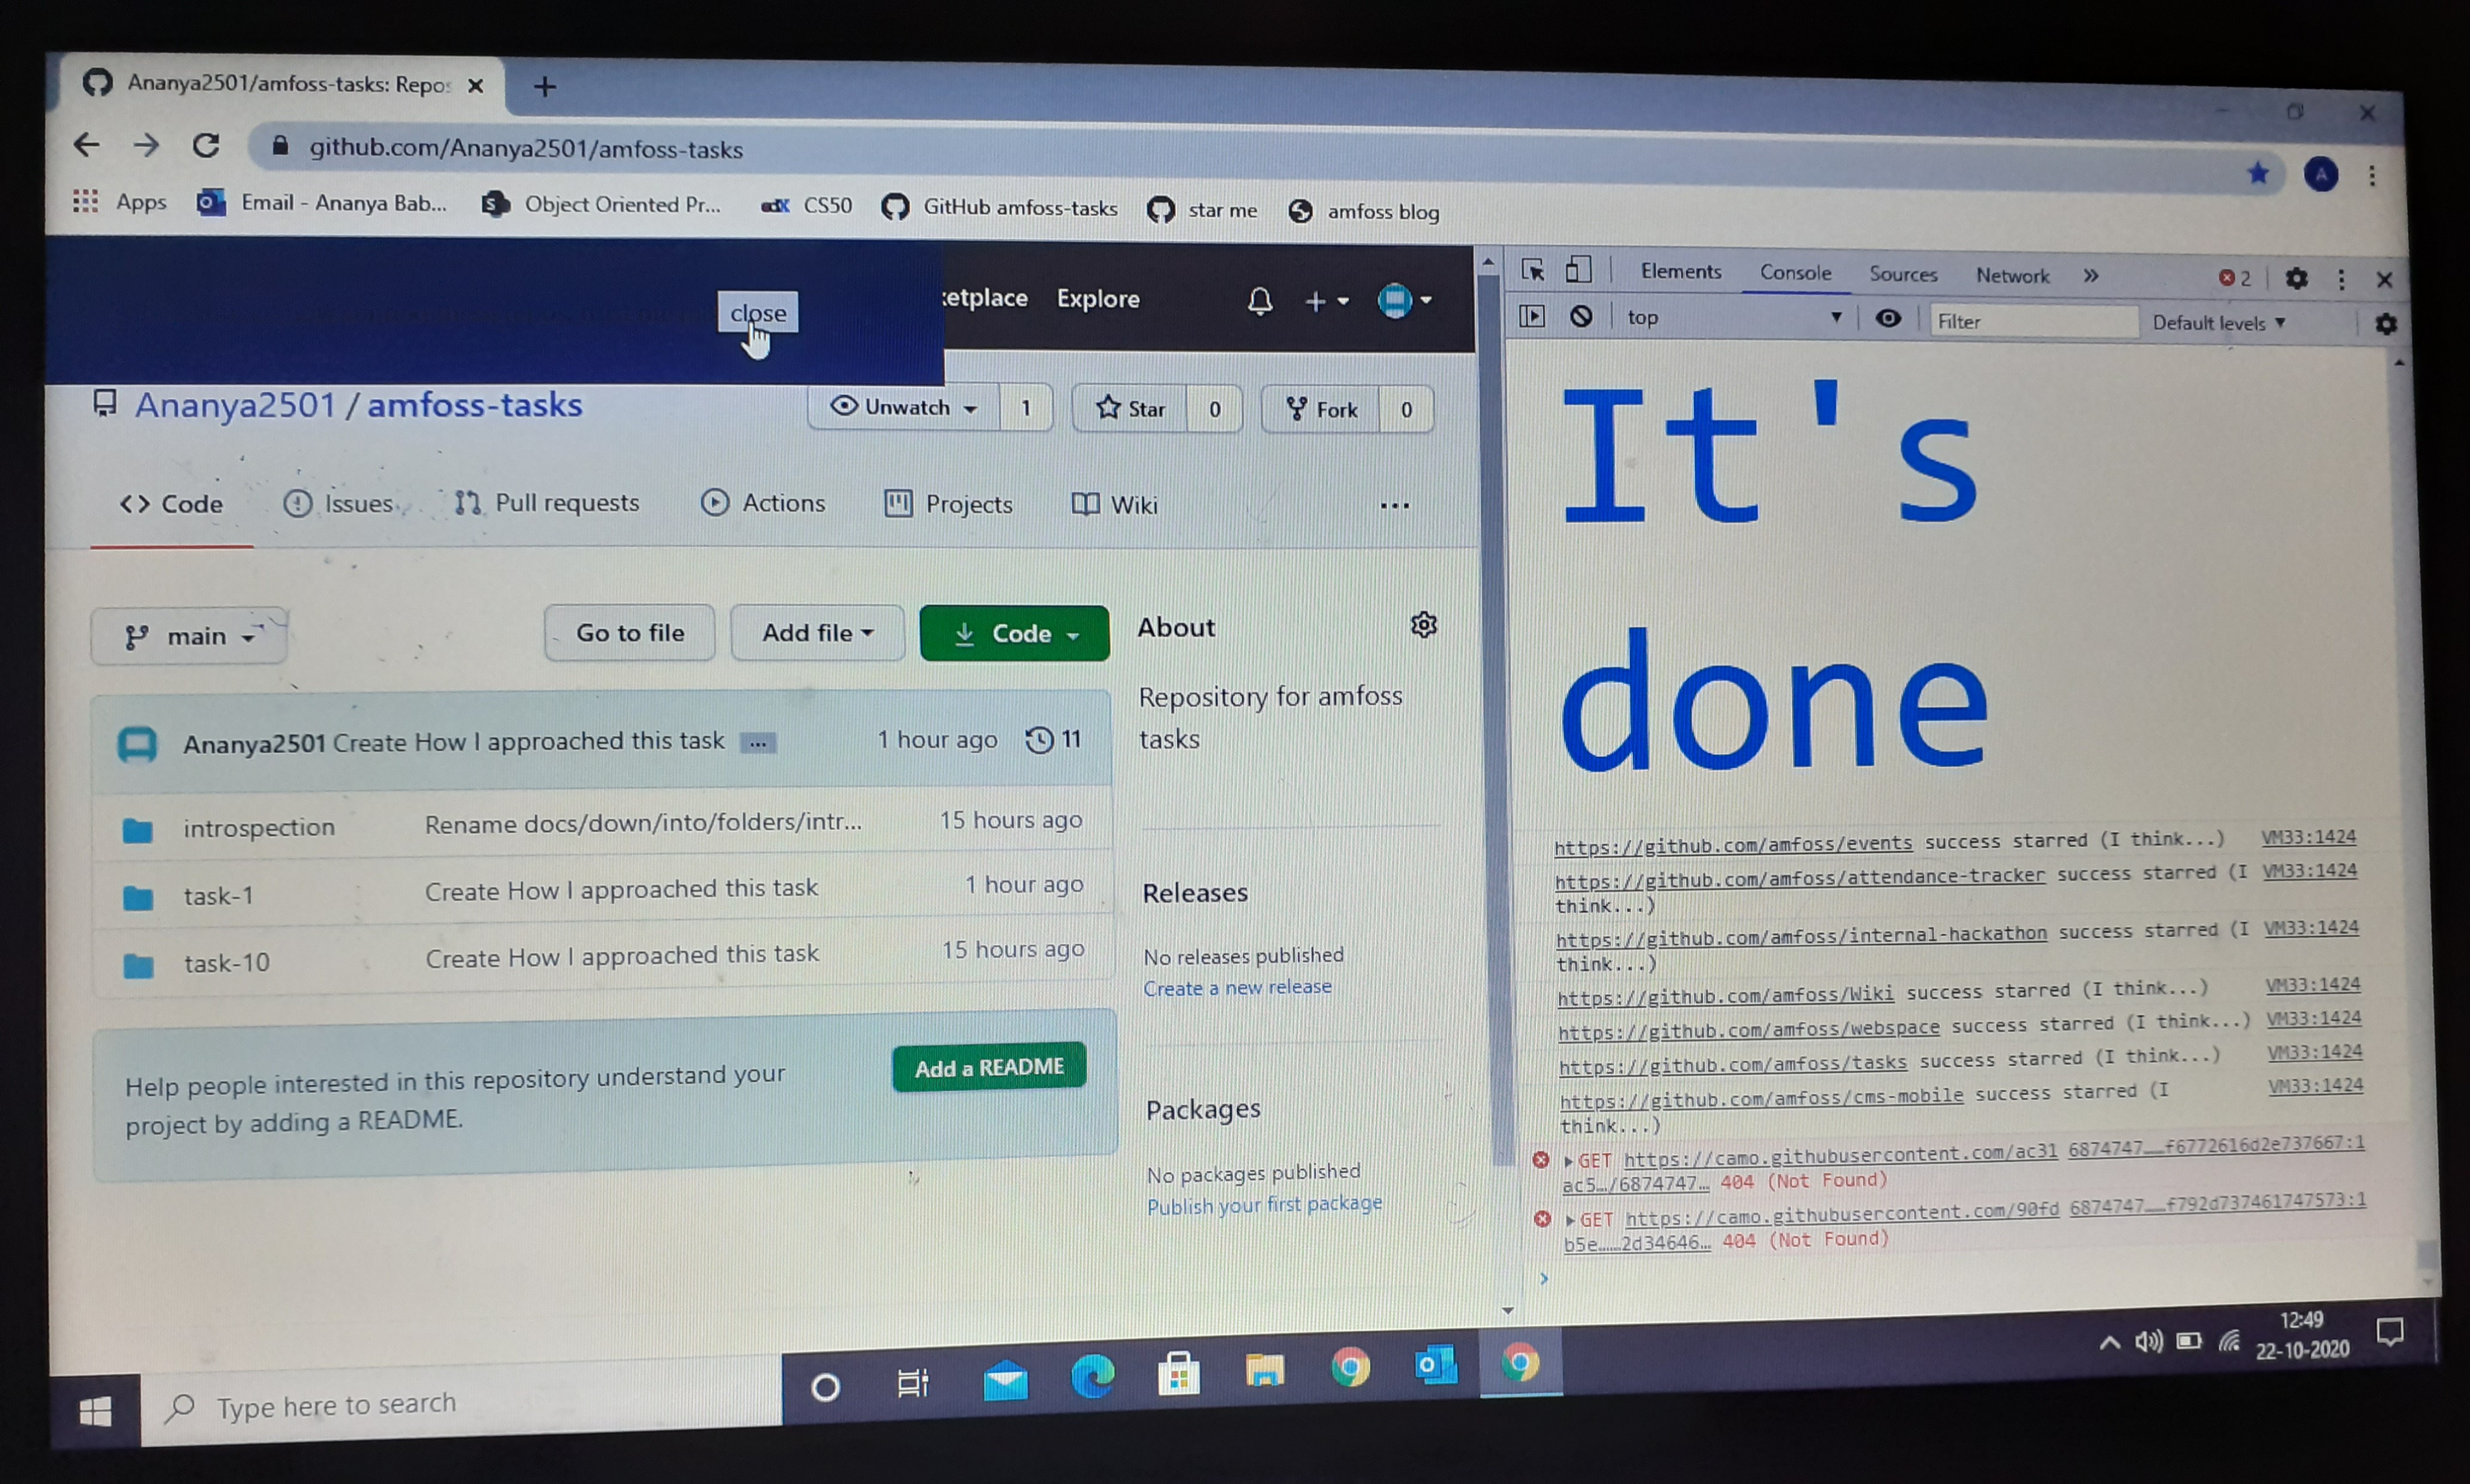 Ananya2501/amfoss-tasks: Repos
github.com/Ananya2501/amfoss-tasks
A
Apps
Email - Ananya Bab...
Object Oriented Pr...
edX CS50
GitHub amfoss-tasks
star me
amfoss blog
close
etplace Explore
Ananya2501 / amfoss-tasks
Unwatch 1
Star 0
Fork 0
Code
Issues
Pull requests
Actions
Projects
Wiki
...
main
Go to file
Add file
Code
Ananya2501 Create How I approached this task ... 1 hour ago 11
introspection Rename docs/down/into/folders/intr... 15 hours ago
task-1 Create How I approached this task 1 hour ago
task-10 Create How I approached this task 15 hours ago
Help people interested in this repository understand your
project by adding a README.
Add a README
About
Repository for amfoss
tasks
Releases
No releases published
Create a new release
Packages
No packages published
Publish your first package
Elements Console Sources Network » 2
top Filter Default levels
It's
done
https://github.com/amfoss/events success starred (I think...) VM33:1424
https://github.com/amfoss/attendance-tracker success starred (I VM33:1424
think...)
https://github.com/amfoss/internal-hackathon success starred (I VM33:1424
think...)
https://github.com/amfoss/Wiki success starred (I think...) VM33:1424
https://github.com/amfoss/webspace success starred (I think...) VM33:1424
https://github.com/amfoss/tasks success starred (I think...) VM33:1424
https://github.com/amfoss/cms-mobile success starred (I VM33:1424
think...)
GET https://camo.githubusercontent.com/ac31 6874747…f6772616d2e737667:1
ac5…/6874747… 404 (Not Found)
GET https://camo.githubusercontent.com/90fd 6874747…f792d737461747573:1
b5e……2d34646… 404 (Not Found)
Type here to search
12:49
22-10-2020